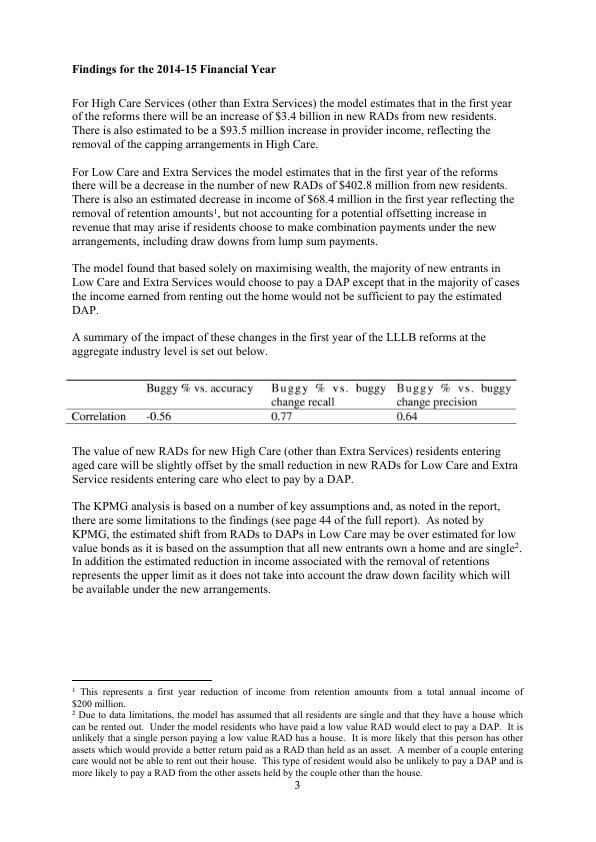 Findings for the 2014-15 Financial Year
For High Care Services (other than Extra Services) the model estimates that in the first year
of the reforms there will be an increase of $3.4 billion in new RADs from new residents.
There is also estimated to be a $93.5 million increase in provider income, reflecting the
removal of the capping arrangements in High Care.
For Low Care and Extra Services the model estimates that in the first year of the reforms
there will be a decrease in the number of new RADs of $402.8 million from new residents.
There is also an estimated decrease in income of $68.4 million in the first year reflecting the
removal of retention amounts¹, but not accounting for a potential offsetting increase in
revenue that may arise if residents choose to make combination payments under the new
arrangements, including draw downs from lump sum payments.
The model found that based solely on maximising wealth, the majority of new entrants in
Low Care and Extra Services would choose to pay a DAP except that in the majority of cases
the income earned from renting out the home would not be sufficient to pay the estimated
DAP.
A summary of the impact of these changes in the first year of the LLLB reforms at the
aggregate industry level is set out below.
Buggy % vs. accuracy Buggy % vs. buggy change recall Buggy % vs. buggy change precision
Correlation -0.56 0.77 0.64
The value of new RADs for new High Care (other than Extra Services) residents entering
aged care will be slightly offset by the small reduction in new RADs for Low Care and Extra
Service residents entering care who elect to pay by a DAP.
The KPMG analysis is based on a number of key assumptions and, as noted in the report,
there are some limitations to the findings (see page 44 of the full report). As noted by
KPMG, the estimated shift from RADs to DAPs in Low Care may be over estimated for low
value bonds as it is based on the assumption that all new entrants own a home and are single².
In addition the estimated reduction in income associated with the removal of retentions
represents the upper limit as it does not take into account the draw down facility which will
be available under the new arrangements.
¹ This represents a first year reduction of income from retention amounts from a total annual income of
$200 million.
² Due to data limitations, the model has assumed that all residents are single and that they have a house which
can be rented out. Under the model residents who have paid a low value RAD would elect to pay a DAP. It is
unlikely that a single person paying a low value RAD has a house. It is more likely that this person has other
assets which would provide a better return paid as a RAD than held as an asset. A member of a couple entering
care would not be able to rent out their house. This type of resident would also be unlikely to pay a DAP and is
more likely to pay a RAD from the other assets held by the couple other than the house.
3